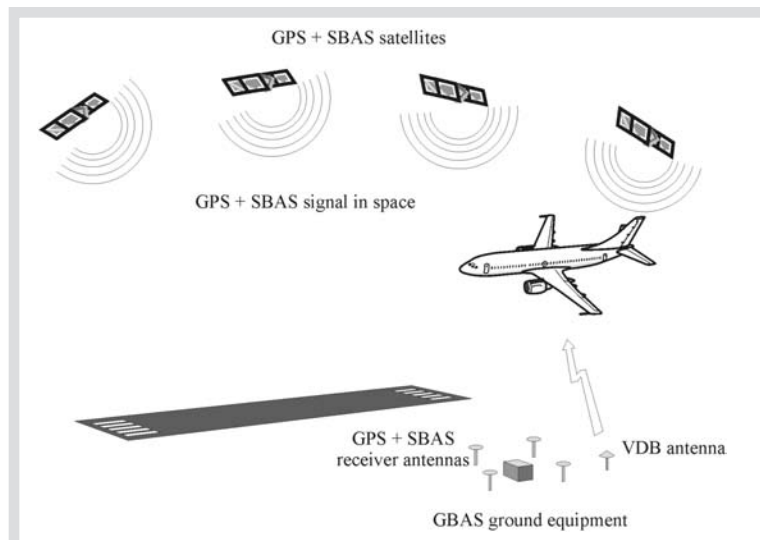 GPS + SBAS satellites
GPS + SBAS signal in space
GPS + SBAS
receiver antennas
VDB antenna
GBAS ground equipment